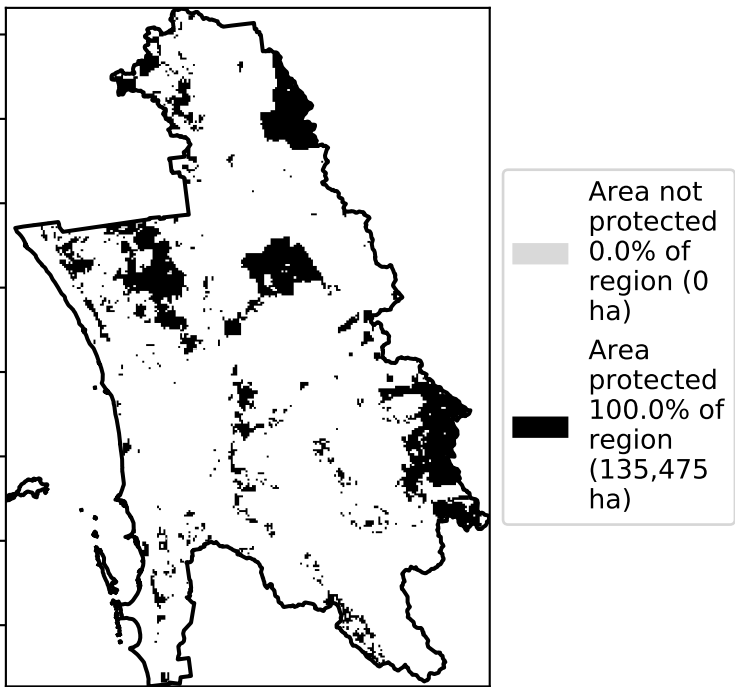 Area not
protected
0.0% of
region (0
ha)
Area
protected
100.0% of
region
(135,475
ha)